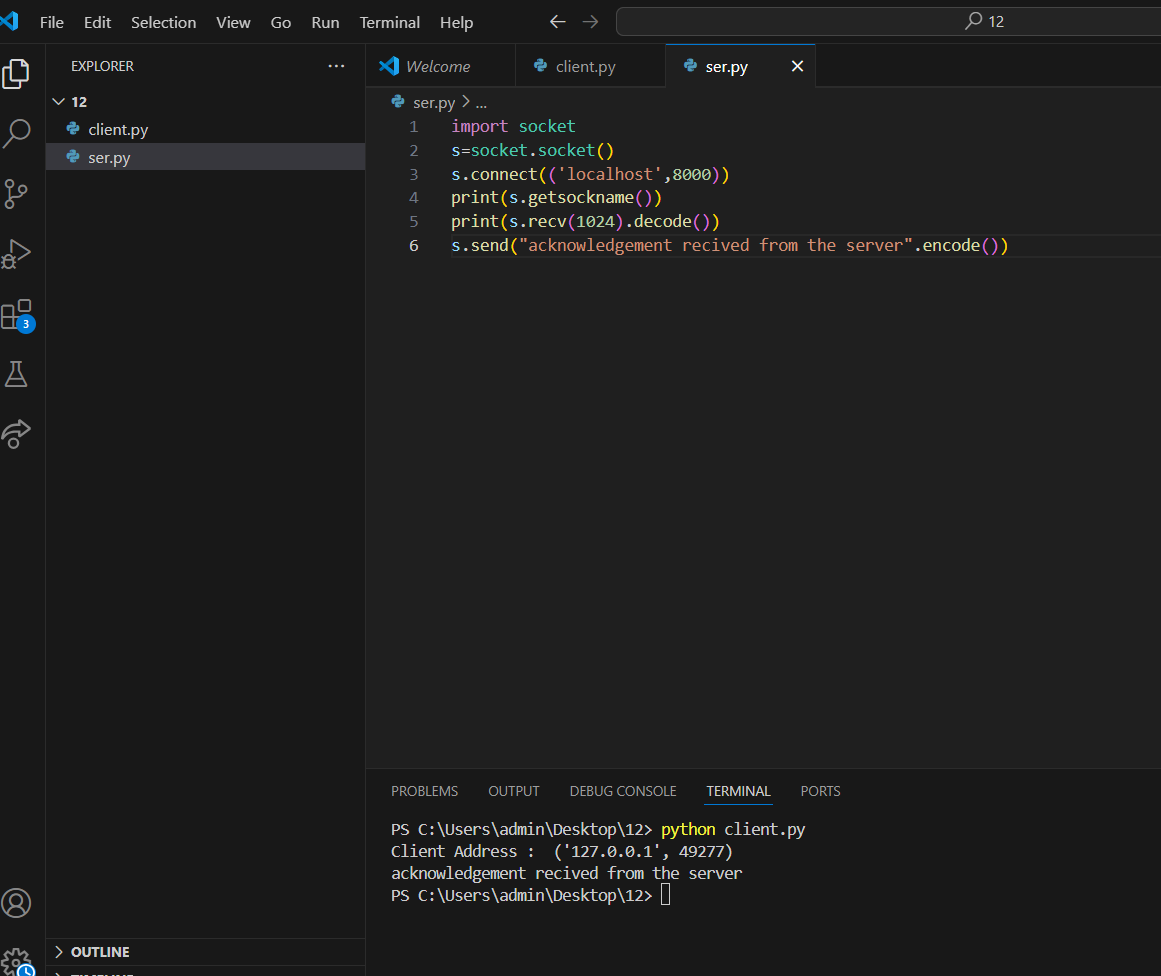 File Edit Selection View Go Run Terminal Help
12
EXPLORER
...
Welcome
client.py
ser.py
12
client.py
ser.py
ser.py > ...
1 import socket
2 s=socket.socket()
3 s.connect(('localhost',8000))
4 print(s.getsockname())
5 print(s.recv(1024).decode())
6 s.send("acknowledgement recived from the server".encode())
3
PROBLEMS OUTPUT DEBUG CONSOLE TERMINAL PORTS
PS C:\Users\admin\Desktop\12> python client.py
Client Address :  ('127.0.0.1', 49277)
acknowledgement recived from the server
PS C:\Users\admin\Desktop\12>
OUTLINE
TIMELINE